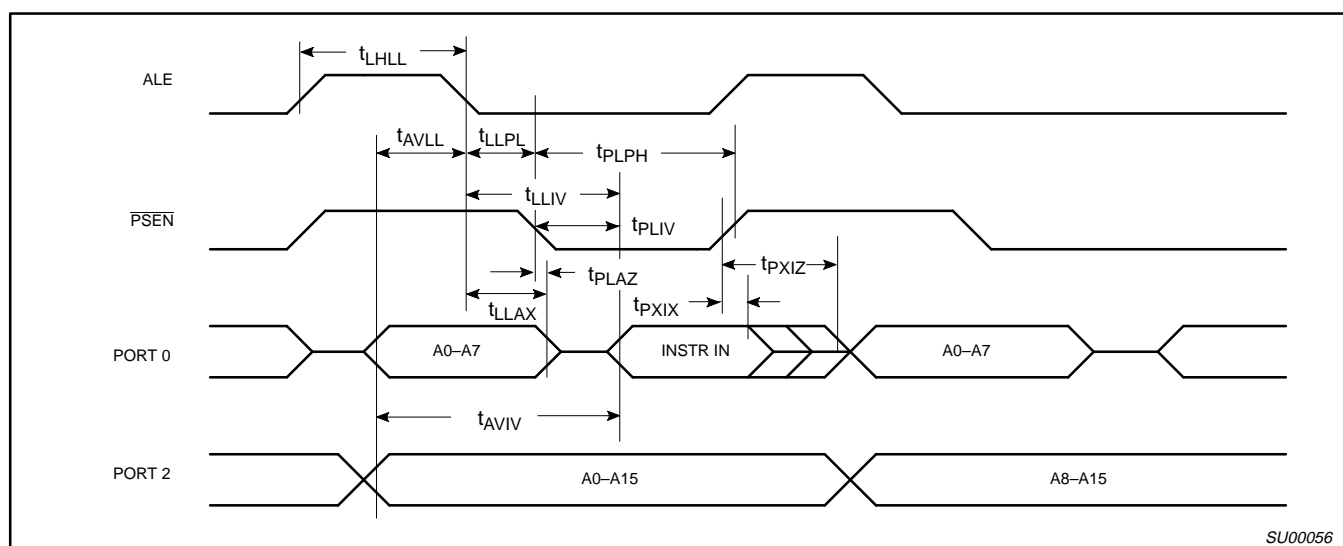 tLHLL
ALE
tAVLL
tLLPL
tPLPH
tLLIV
PSEN
tPLIV
tPLAZ
tPXIZ
tLLAX
tPXIX
PORT 0
A0–A7
INSTR IN
A0–A7
tAVIV
PORT 2
A0–A15
A8–A15
SU00056